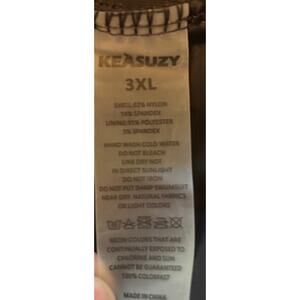 KEASUZY
3XL
SHELL:82% NYLON
18% SPANDEX
LINING:95% POLYESTER
5% SPANDEX
HAND WASH COLD WATER
DO NOT BLEACH
LINE DRY NOT
IN DIRECT SUNLIGHT
DO NOT IRON
DO NOT PUT DAMP SWIMSUIT
NEAR DRY. NATURAL FABRICS
OR LIGHT COLORS
NEON COLORS THAT ARE
CONTINUALLY EXPOSED TO
CHLORINE AND SUN
CANNOT BE GUARANTEED
100% COLORFAST
MADE IN CHINA